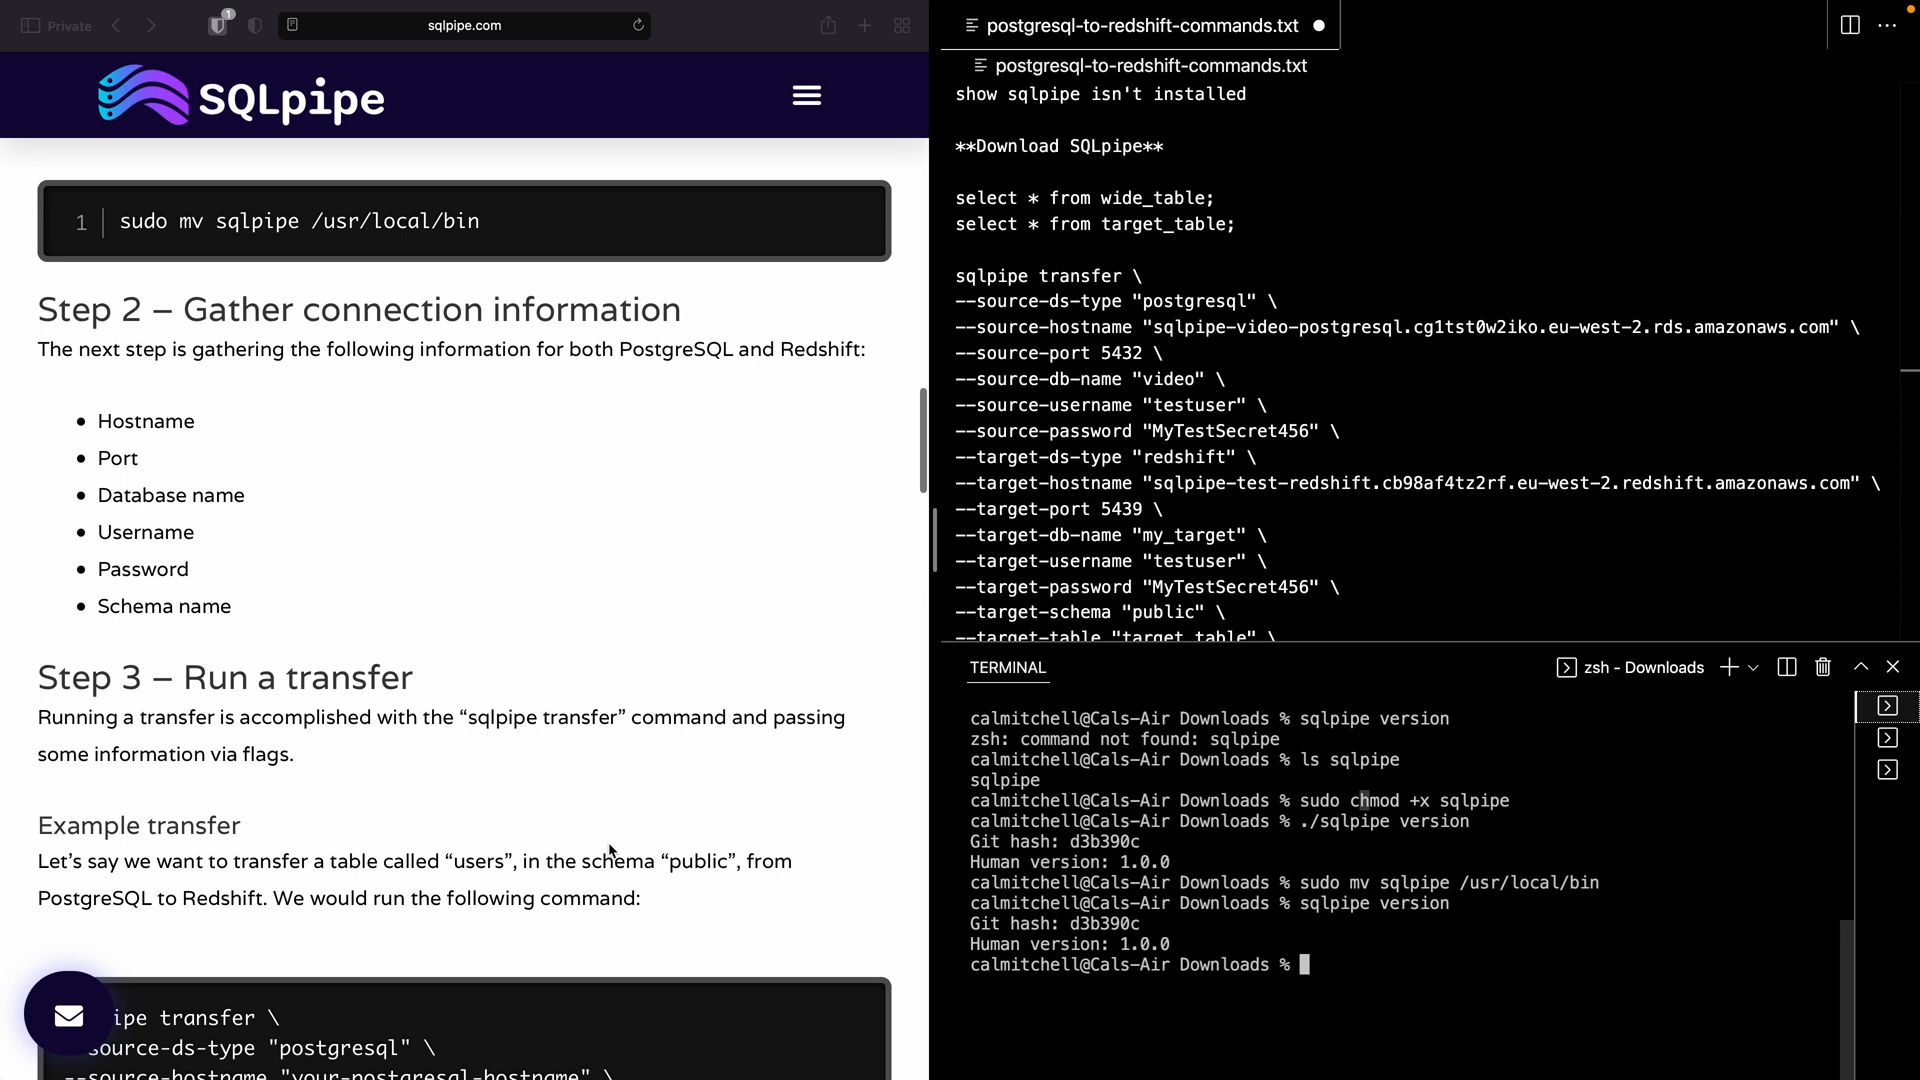 Private
1
sqlpipe.com
SQLpipe
1 sudo mv sqlpipe /usr/local/bin
Step 2 – Gather connection information
The next step is gathering the following information for both PostgreSQL and Redshift:
• Hostname
• Port
• Database name
• Username
• Password
• Schema name
Step 3 – Run a transfer
Running a transfer is accomplished with the “sqlpipe transfer” command and passing
some information via flags.
Example transfer
Let’s say we want to transfer a table called “users”, in the schema “public”, from
PostgreSQL to Redshift. We would run the following command:
ipe transfer \
source-ds-type "postgresql" \
--source-hostname "your-postgresql-hostname" \
postgresql-to-redshift-commands.txt
postgresql-to-redshift-commands.txt
show sqlpipe isn't installed
**Download SQLpipe**
select * from wide_table;
select * from target_table;
sqlpipe transfer \
--source-ds-type "postgresql" \
--source-hostname "sqlpipe-video-postgresql.cg1tst0w2iko.eu-west-2.rds.amazonaws.com" \
--source-port 5432 \
--source-db-name "video" \
--source-username "testuser" \
--source-password "MyTestSecret456" \
--target-ds-type "redshift" \
--target-hostname "sqlpipe-test-redshift.cb98af4tz2rf.eu-west-2.redshift.amazonaws.com" \
--target-port 5439 \
--target-db-name "my_target" \
--target-username "testuser" \
--target-password "MyTestSecret456" \
--target-schema "public" \
--target-table "target_table" \
TERMINAL
zsh - Downloads
calmitchell@Cals-Air Downloads % sqlpipe version
zsh: command not found: sqlpipe
calmitchell@Cals-Air Downloads % ls sqlpipe
sqlpipe
calmitchell@Cals-Air Downloads % sudo chmod +x sqlpipe
calmitchell@Cals-Air Downloads % ./sqlpipe version
Git hash: d3b390c
Human version: 1.0.0
calmitchell@Cals-Air Downloads % sudo mv sqlpipe /usr/local/bin
calmitchell@Cals-Air Downloads % sqlpipe version
Git hash: d3b390c
Human version: 1.0.0
calmitchell@Cals-Air Downloads %